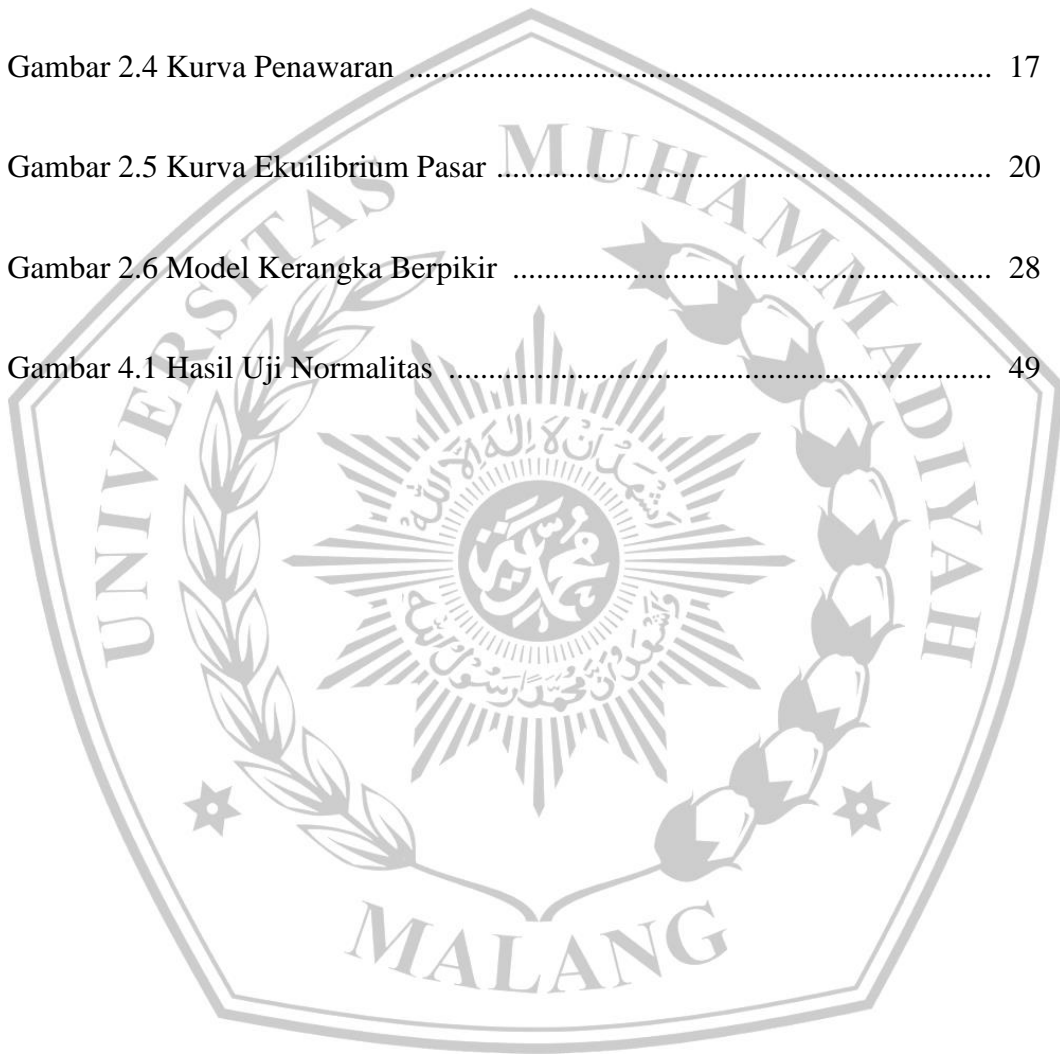 Gambar 2.4 Kurva Penawaran ........................................................................................ 17
Gambar 2.5 Kurva Ekuilibrium Pasar ........................................................................... 20
Gambar 2.6 Model Kerangka Berpikir ......................................................................... 28
Gambar 4.1 Hasil Uji Normalitas .................................................................................. 49
UNIVERSITAS MUHAMMADIYAH
MALANG